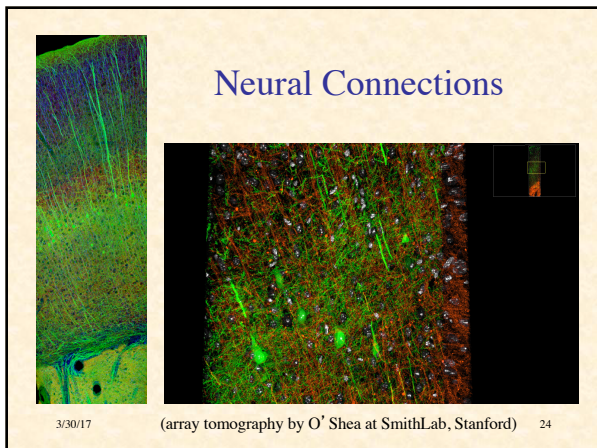 Neural Connections
3/30/17 (array tomography by O’ Shea at SmithLab, Stanford) 24